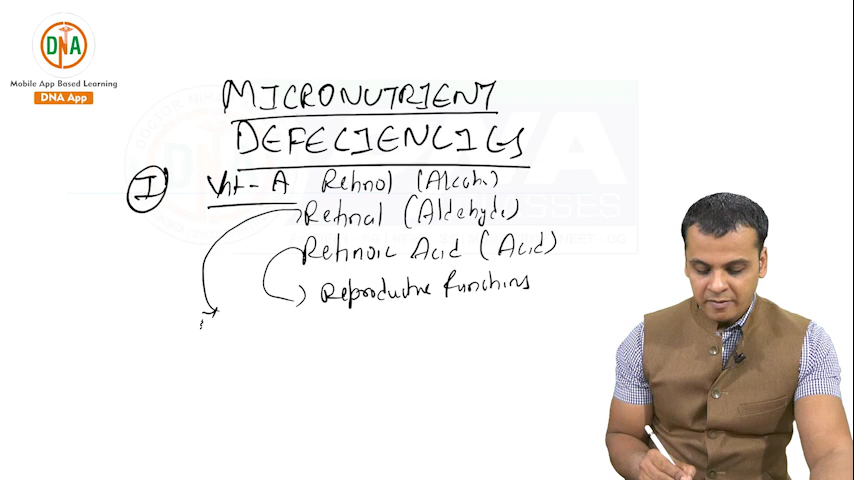 DNA
Mobile App Based Learning
DNA App
MICRONUTRIENT
DEFECIENCIES
I Vit-A Retinol (Alcohol)
Retinal (Aldehyde)
Retinoic Acid (Acid)
Reproductive functions